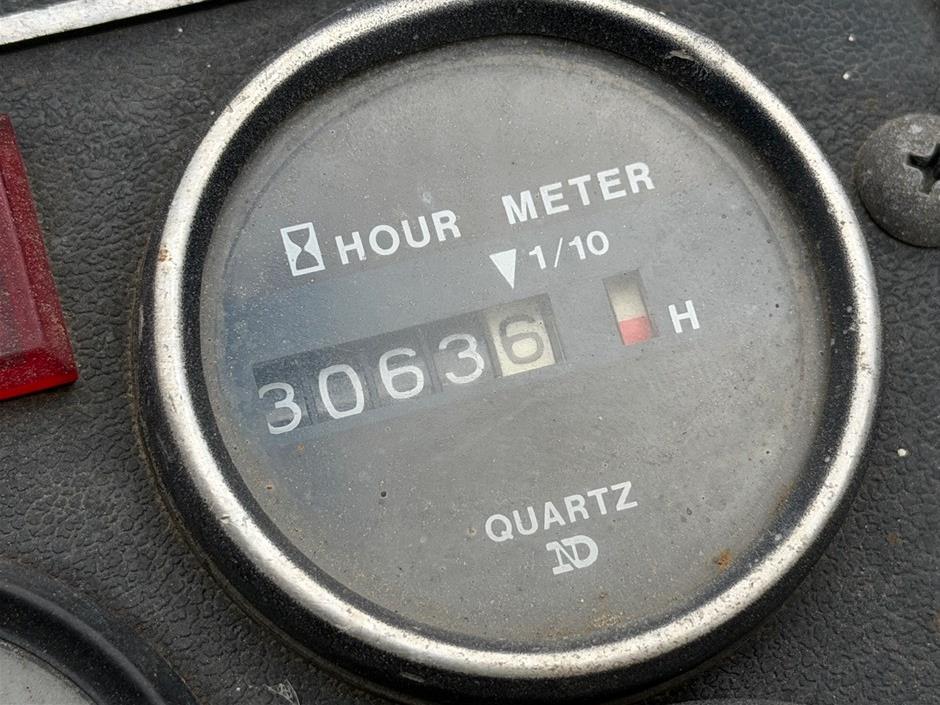 HOUR METER
1/10
30636 H
QUARTZ
ND